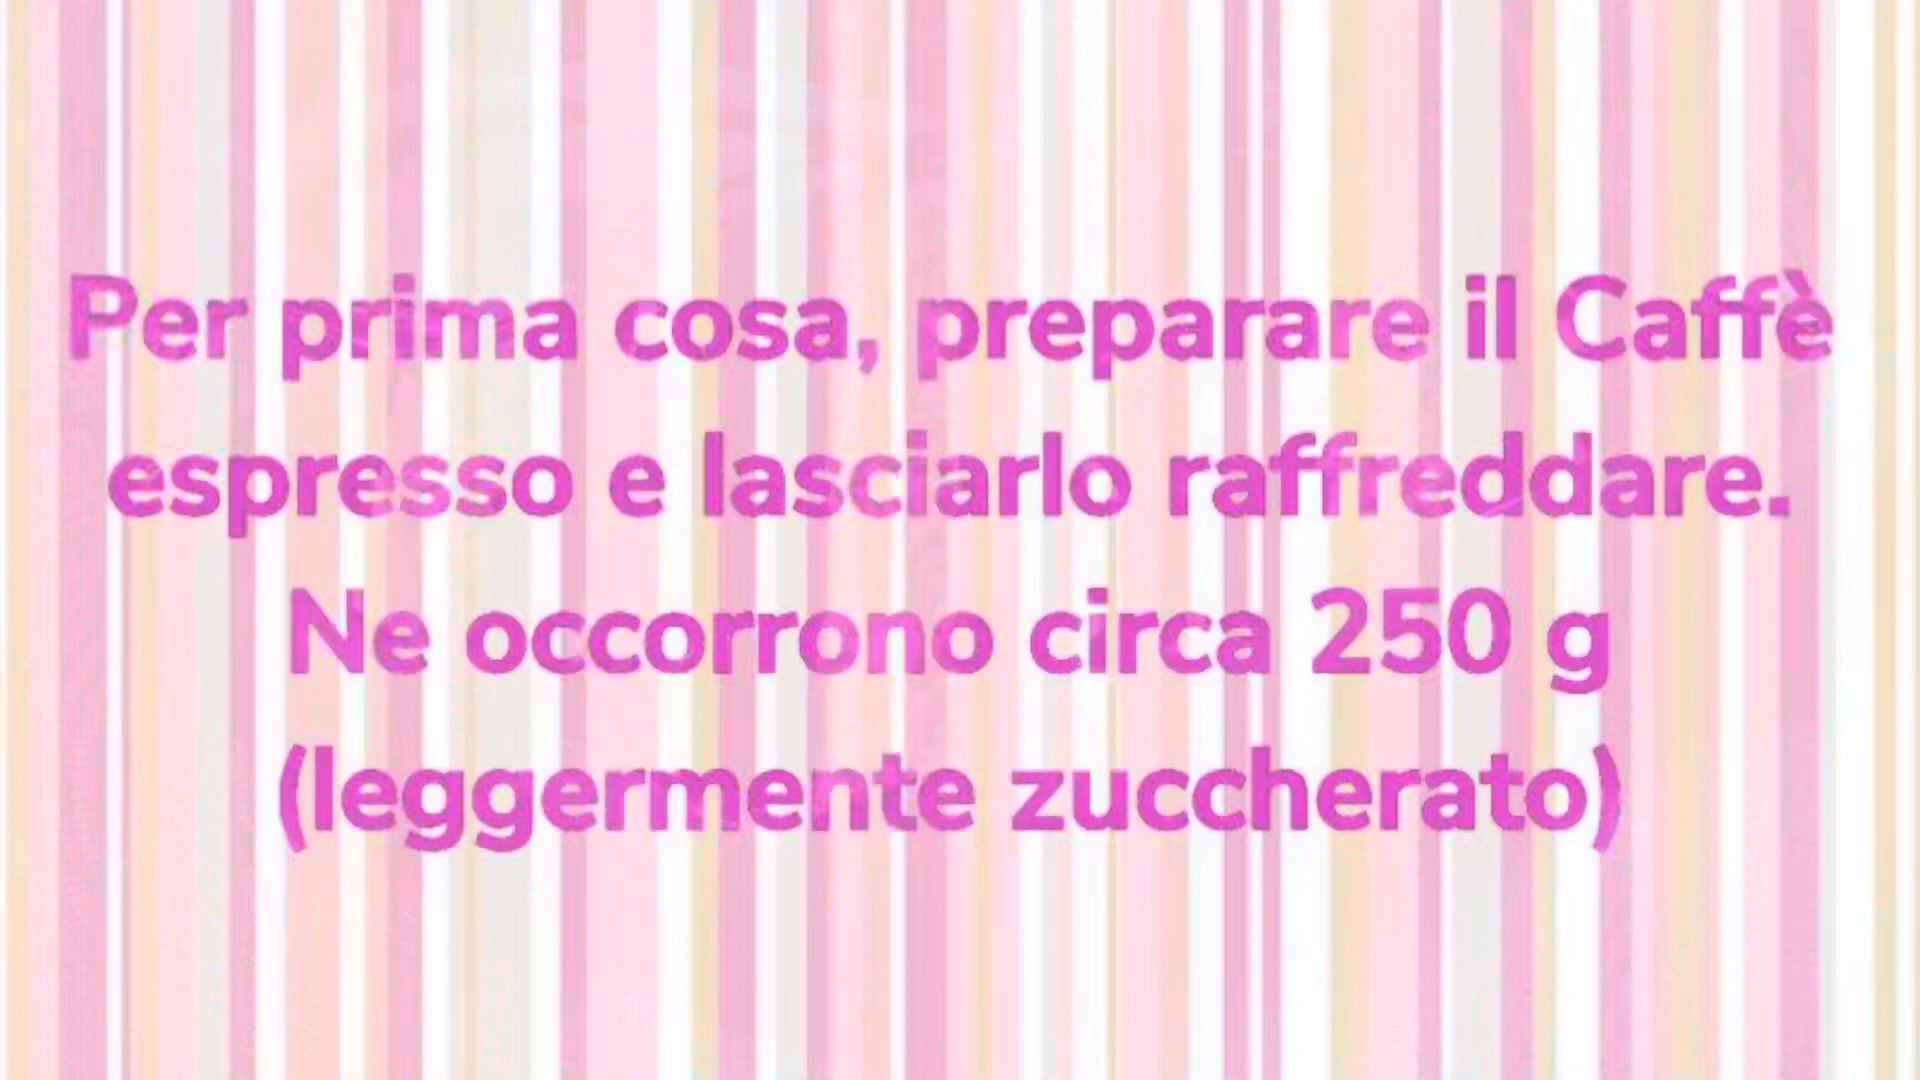 Per prima cosa, preparare il Caffè
espresso e lasciarlo raffreddare.
Ne occorrono circa 250 g
(leggermente zuccherato)